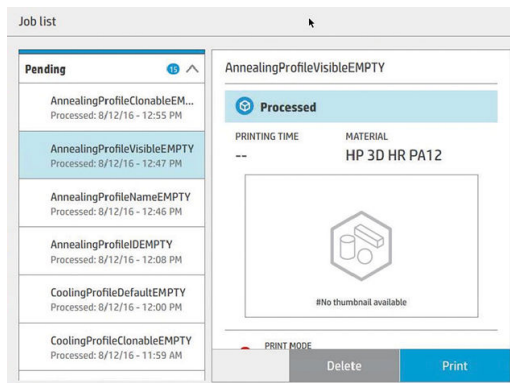 Job list
Pending 15
AnnealingProfileClonableEM...
Processed: 8/12/16 - 12:55 PM
AnnealingProfileVisibleEMPTY
Processed: 8/12/16 - 12:47 PM
AnnealingProfileNameEMPTY
Processed: 8/12/16 - 12:46 PM
AnnealingProfileIDEMPTY
Processed: 8/12/16 - 12:08 PM
CoolingProfileDefaultEMPTY
Processed: 8/12/16 - 12:00 PM
CoolingProfileClonableEMPTY
Processed: 8/12/16 - 11:59 AM
AnnealingProfileVisibleEMPTY
Processed
PRINTING TIME MATERIAL
-- HP 3D HR PA12
#No thumbnail available
PRINT MODE
Delete Print